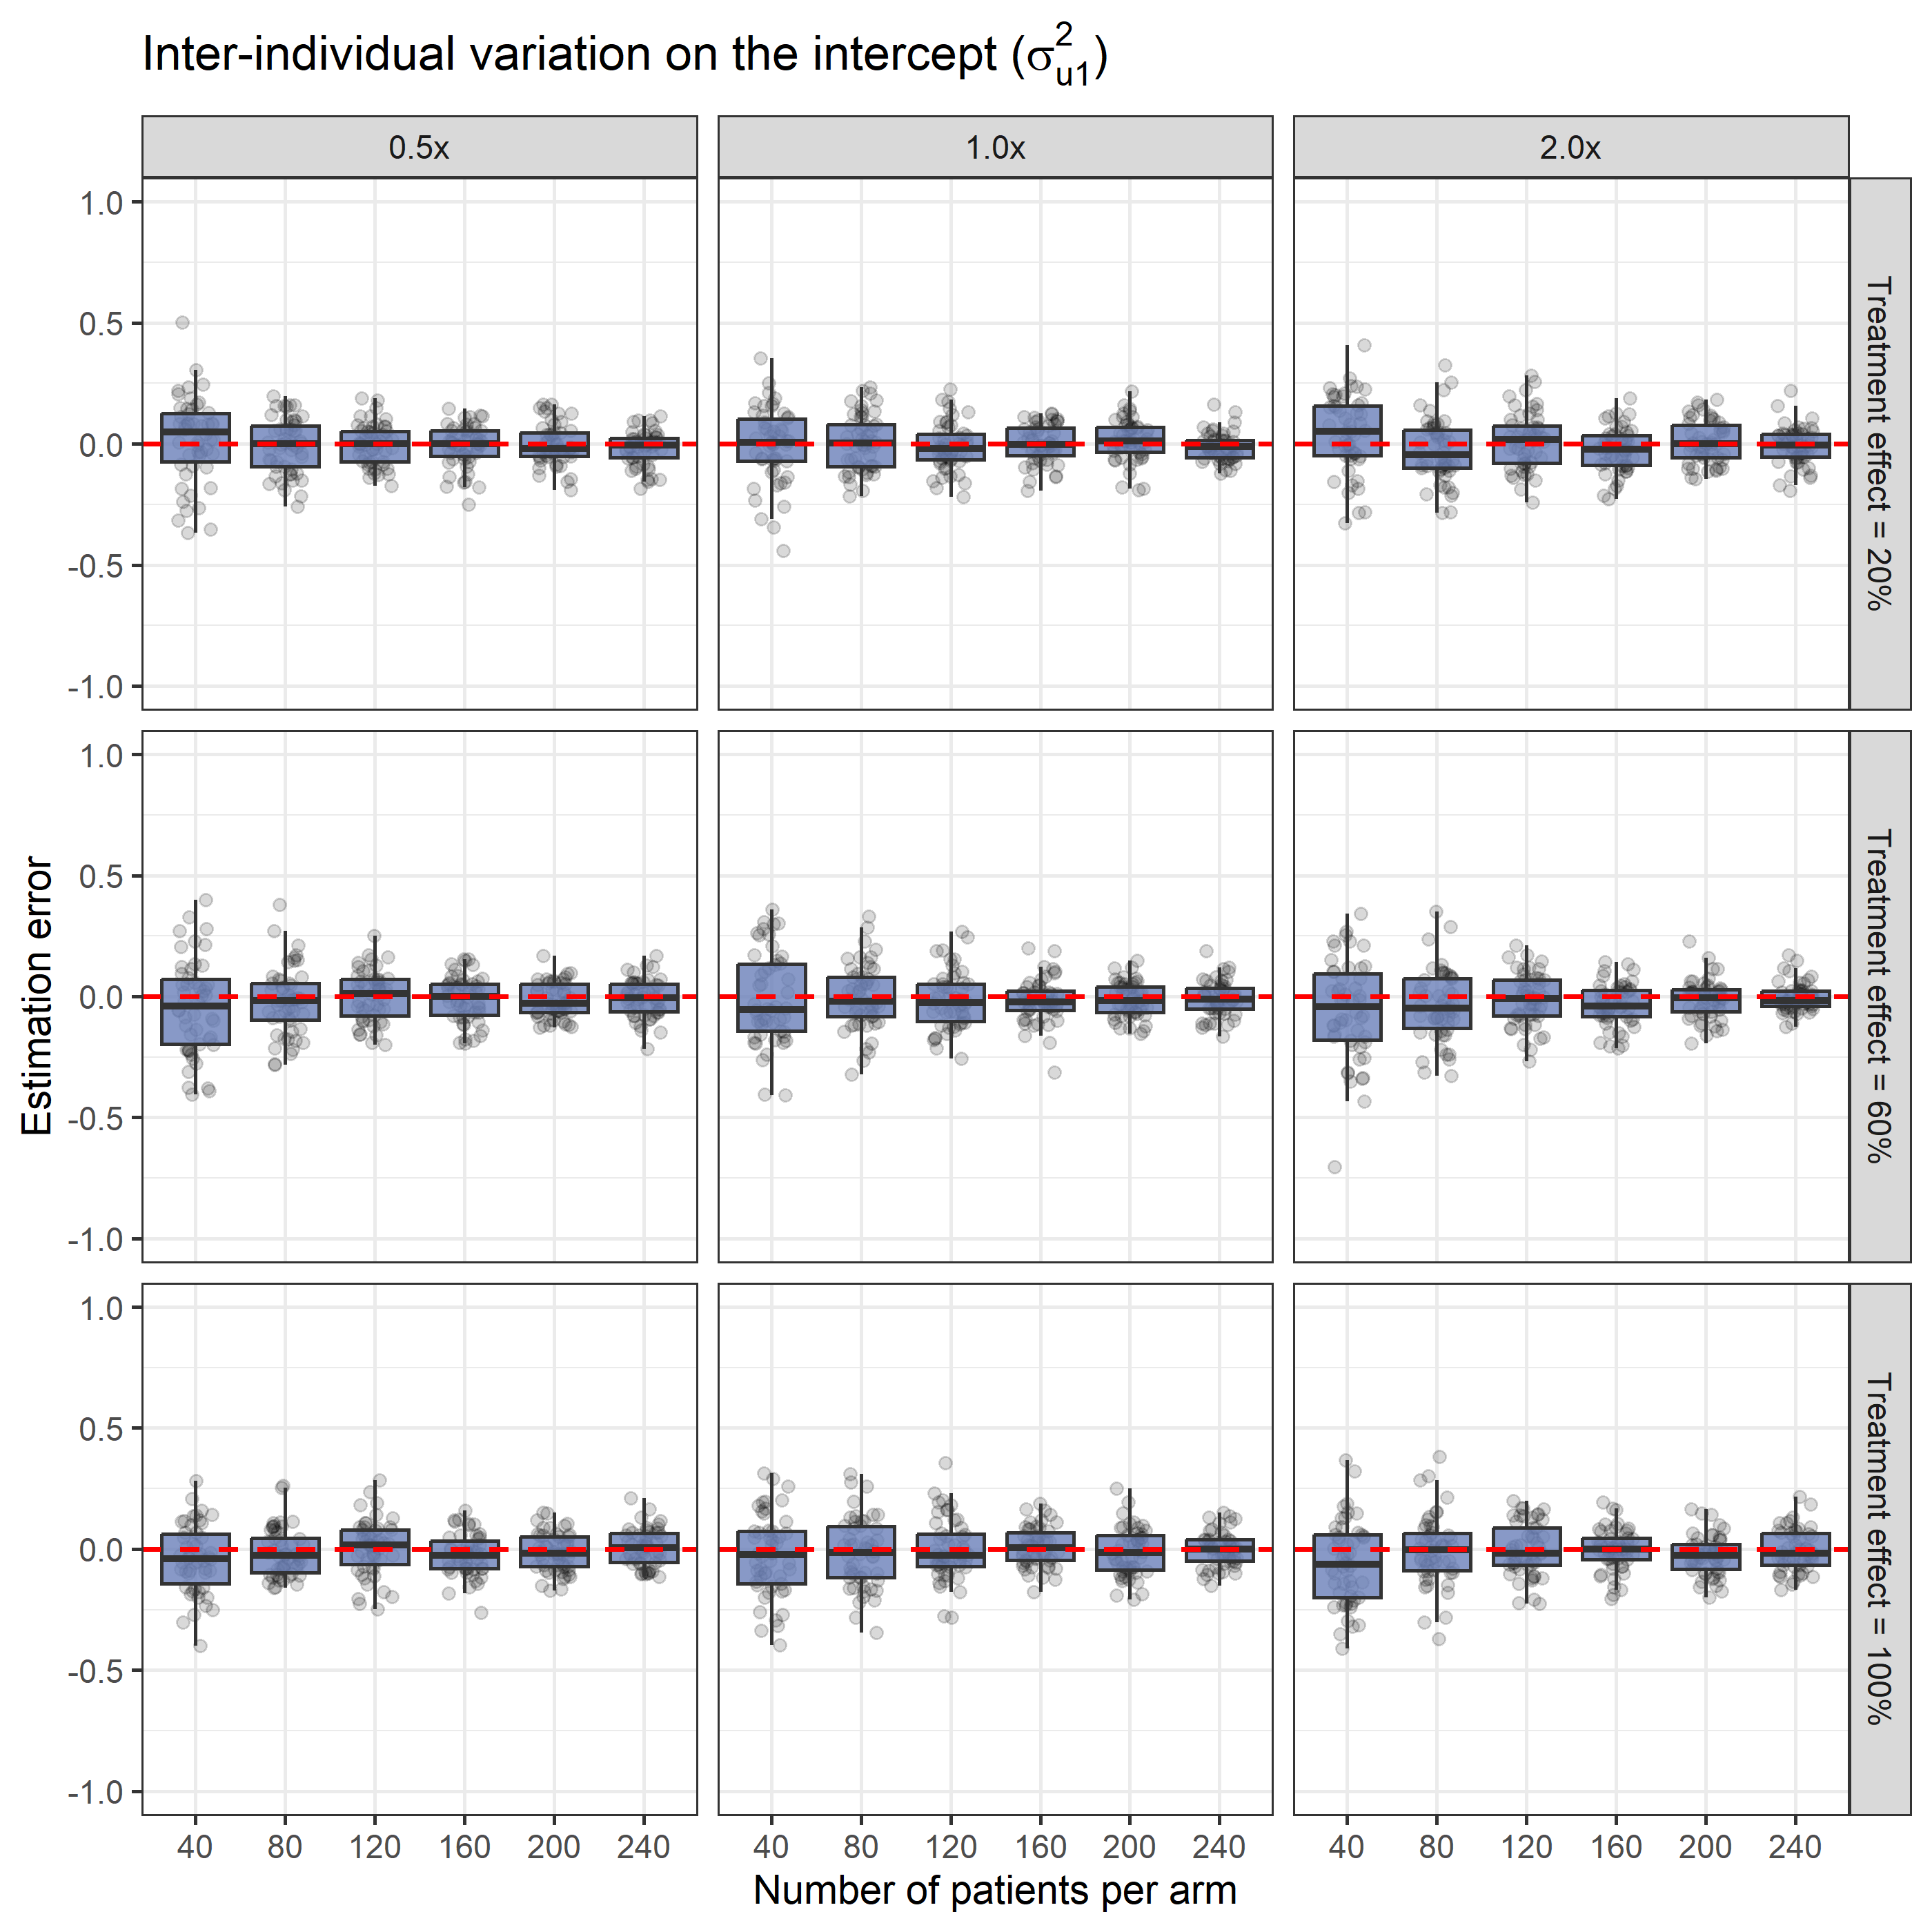 Inter-individual variation on the intercept (σ²u1)
0.5x 1.0x 2.0x
1.0
0.5
0.0
-0.5
-1.0
Treatment effect = 20%
1.0
0.5
0.0
-0.5
-1.0
Treatment effect = 60%
1.0
0.5
0.0
-0.5
-1.0
Treatment effect = 100%
Estimation error
40 80 120 160 200 240 40 80 120 160 200 240 40 80 120 160 200 240
Number of patients per arm